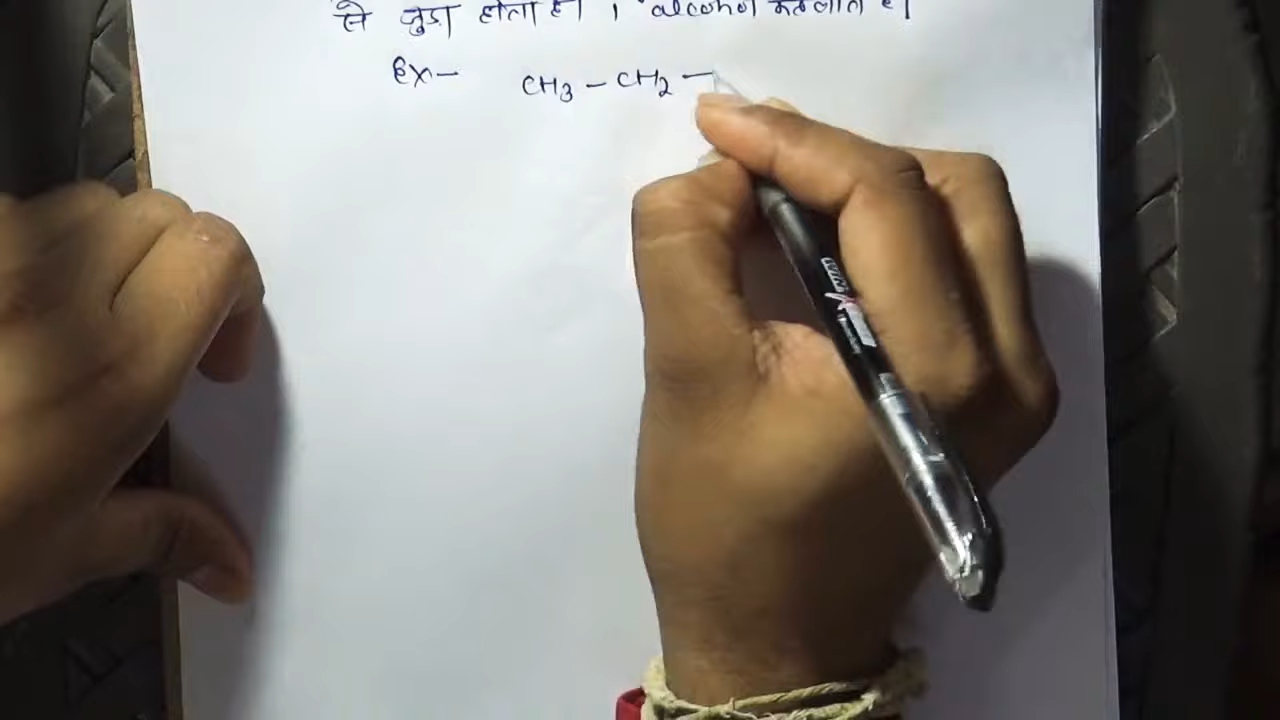 से जुडा होता है । alcohol कहलाते है।
Ex- CH3 - CH2 -